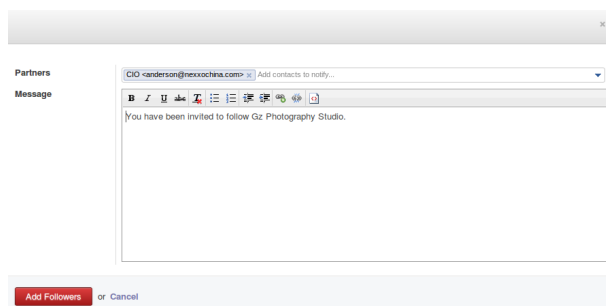 ×
Partners
CIO <anderson@nexxochina.com> × Add contacts to notify...
Message
B I U abc T
You have been invited to follow Gz Photography Studio.
Add Followers or Cancel